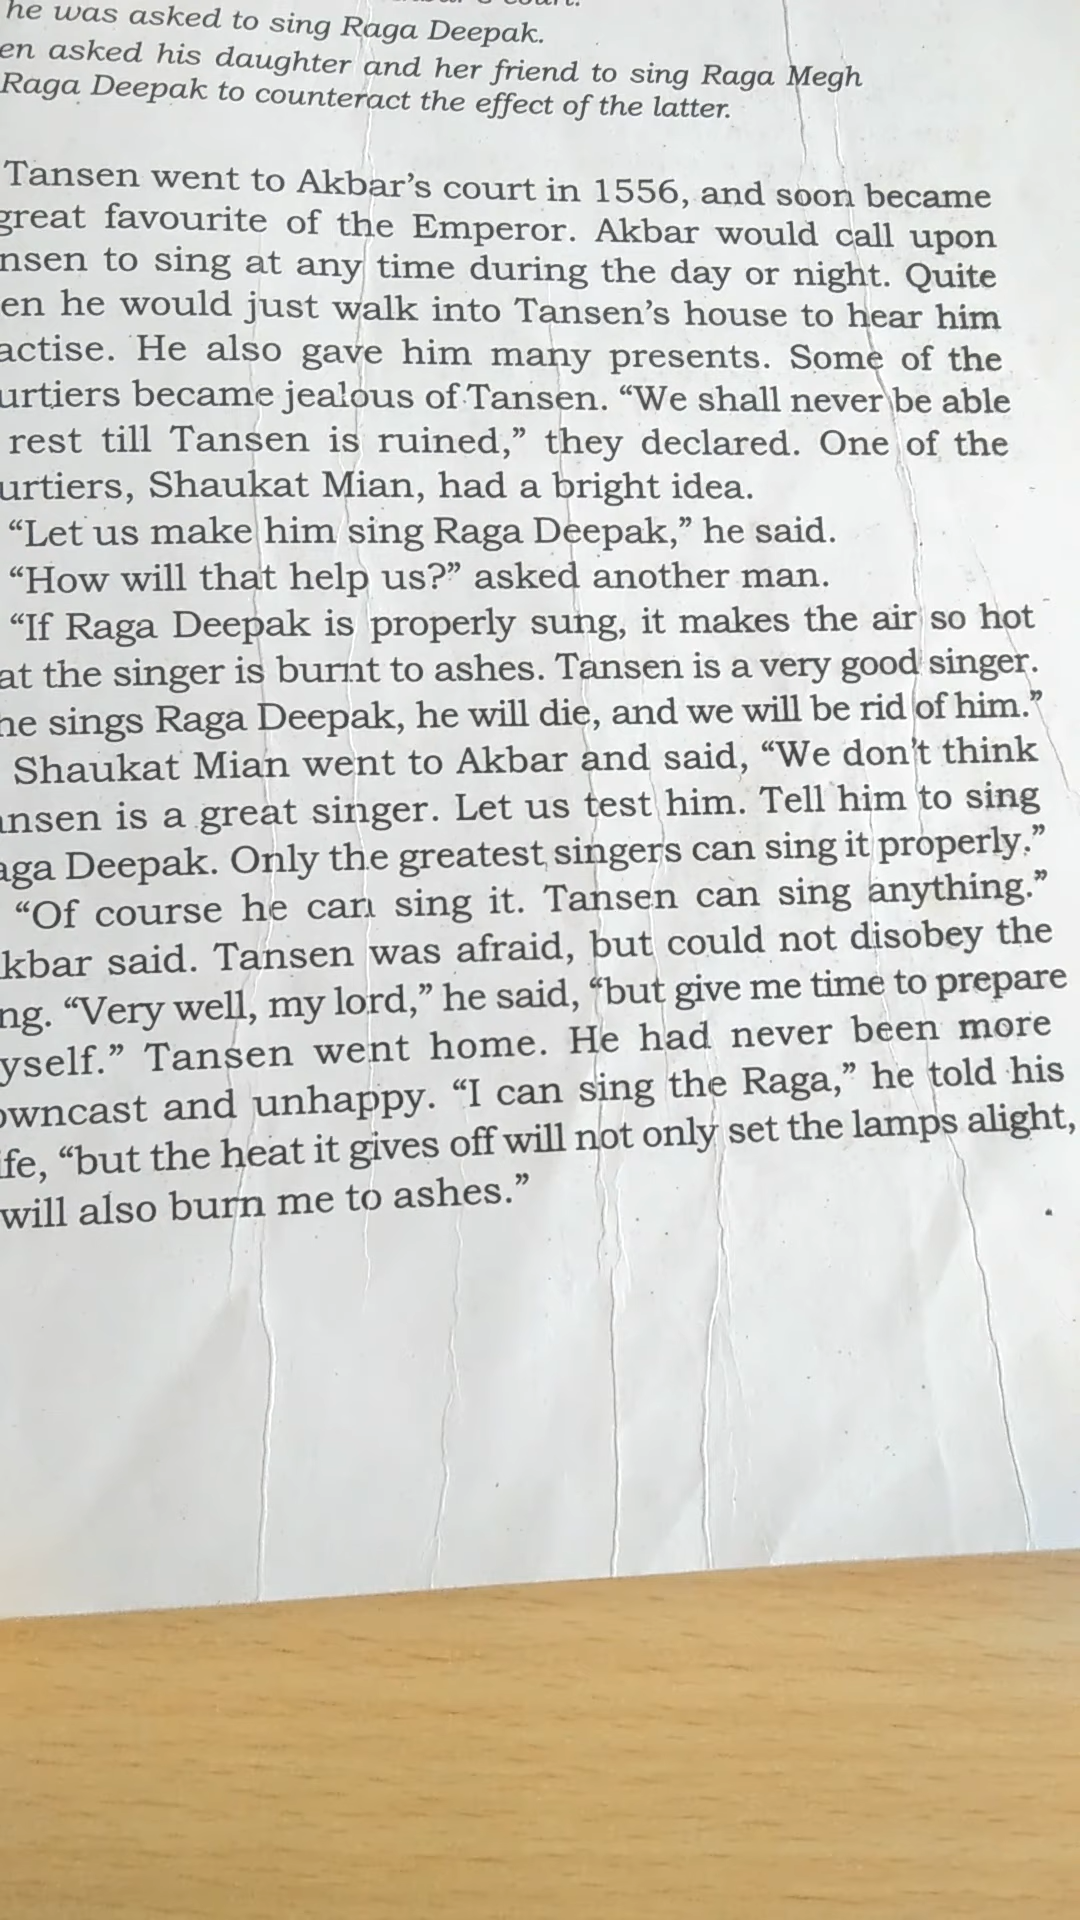 he was asked to sing Raga Deepak.
en asked his daughter and her friend to sing Raga Megh
Raga Deepak to counteract the effect of the latter.
Tansen went to Akbar's court in 1556, and soon became
great favourite of the Emperor. Akbar would call upon
nsen to sing at any time during the day or night. Quite
en he would just walk into Tansen's house to hear him
actise. He also gave him many presents. Some of the
urtiers became jealous of Tansen. “We shall never be able
rest till Tansen is ruined,” they declared. One of the
urtiers, Shaukat Mian, had a bright idea.
“Let us make him sing Raga Deepak,” he said.
“How will that help us?” asked another man.
“If Raga Deepak is properly sung, it makes the air so hot
at the singer is burnt to ashes. Tansen is a very good singer.
he sings Raga Deepak, he will die, and we will be rid of him.”
Shaukat Mian went to Akbar and said, “We don't think
ansen is a great singer. Let us test him. Tell him to sing
aga Deepak. Only the greatest singers can sing it properly.”
“Of course he can sing it. Tansen can sing anything.”
kbar said. Tansen was afraid, but could not disobey the
ng. “Very well, my lord,” he said, “but give me time to prepare
yself.” Tansen went home. He had never been more
owncast and unhappy. “I can sing the Raga,” he told his
ife, “but the heat it gives off will not only set the lamps alight,
will also burn me to ashes.”